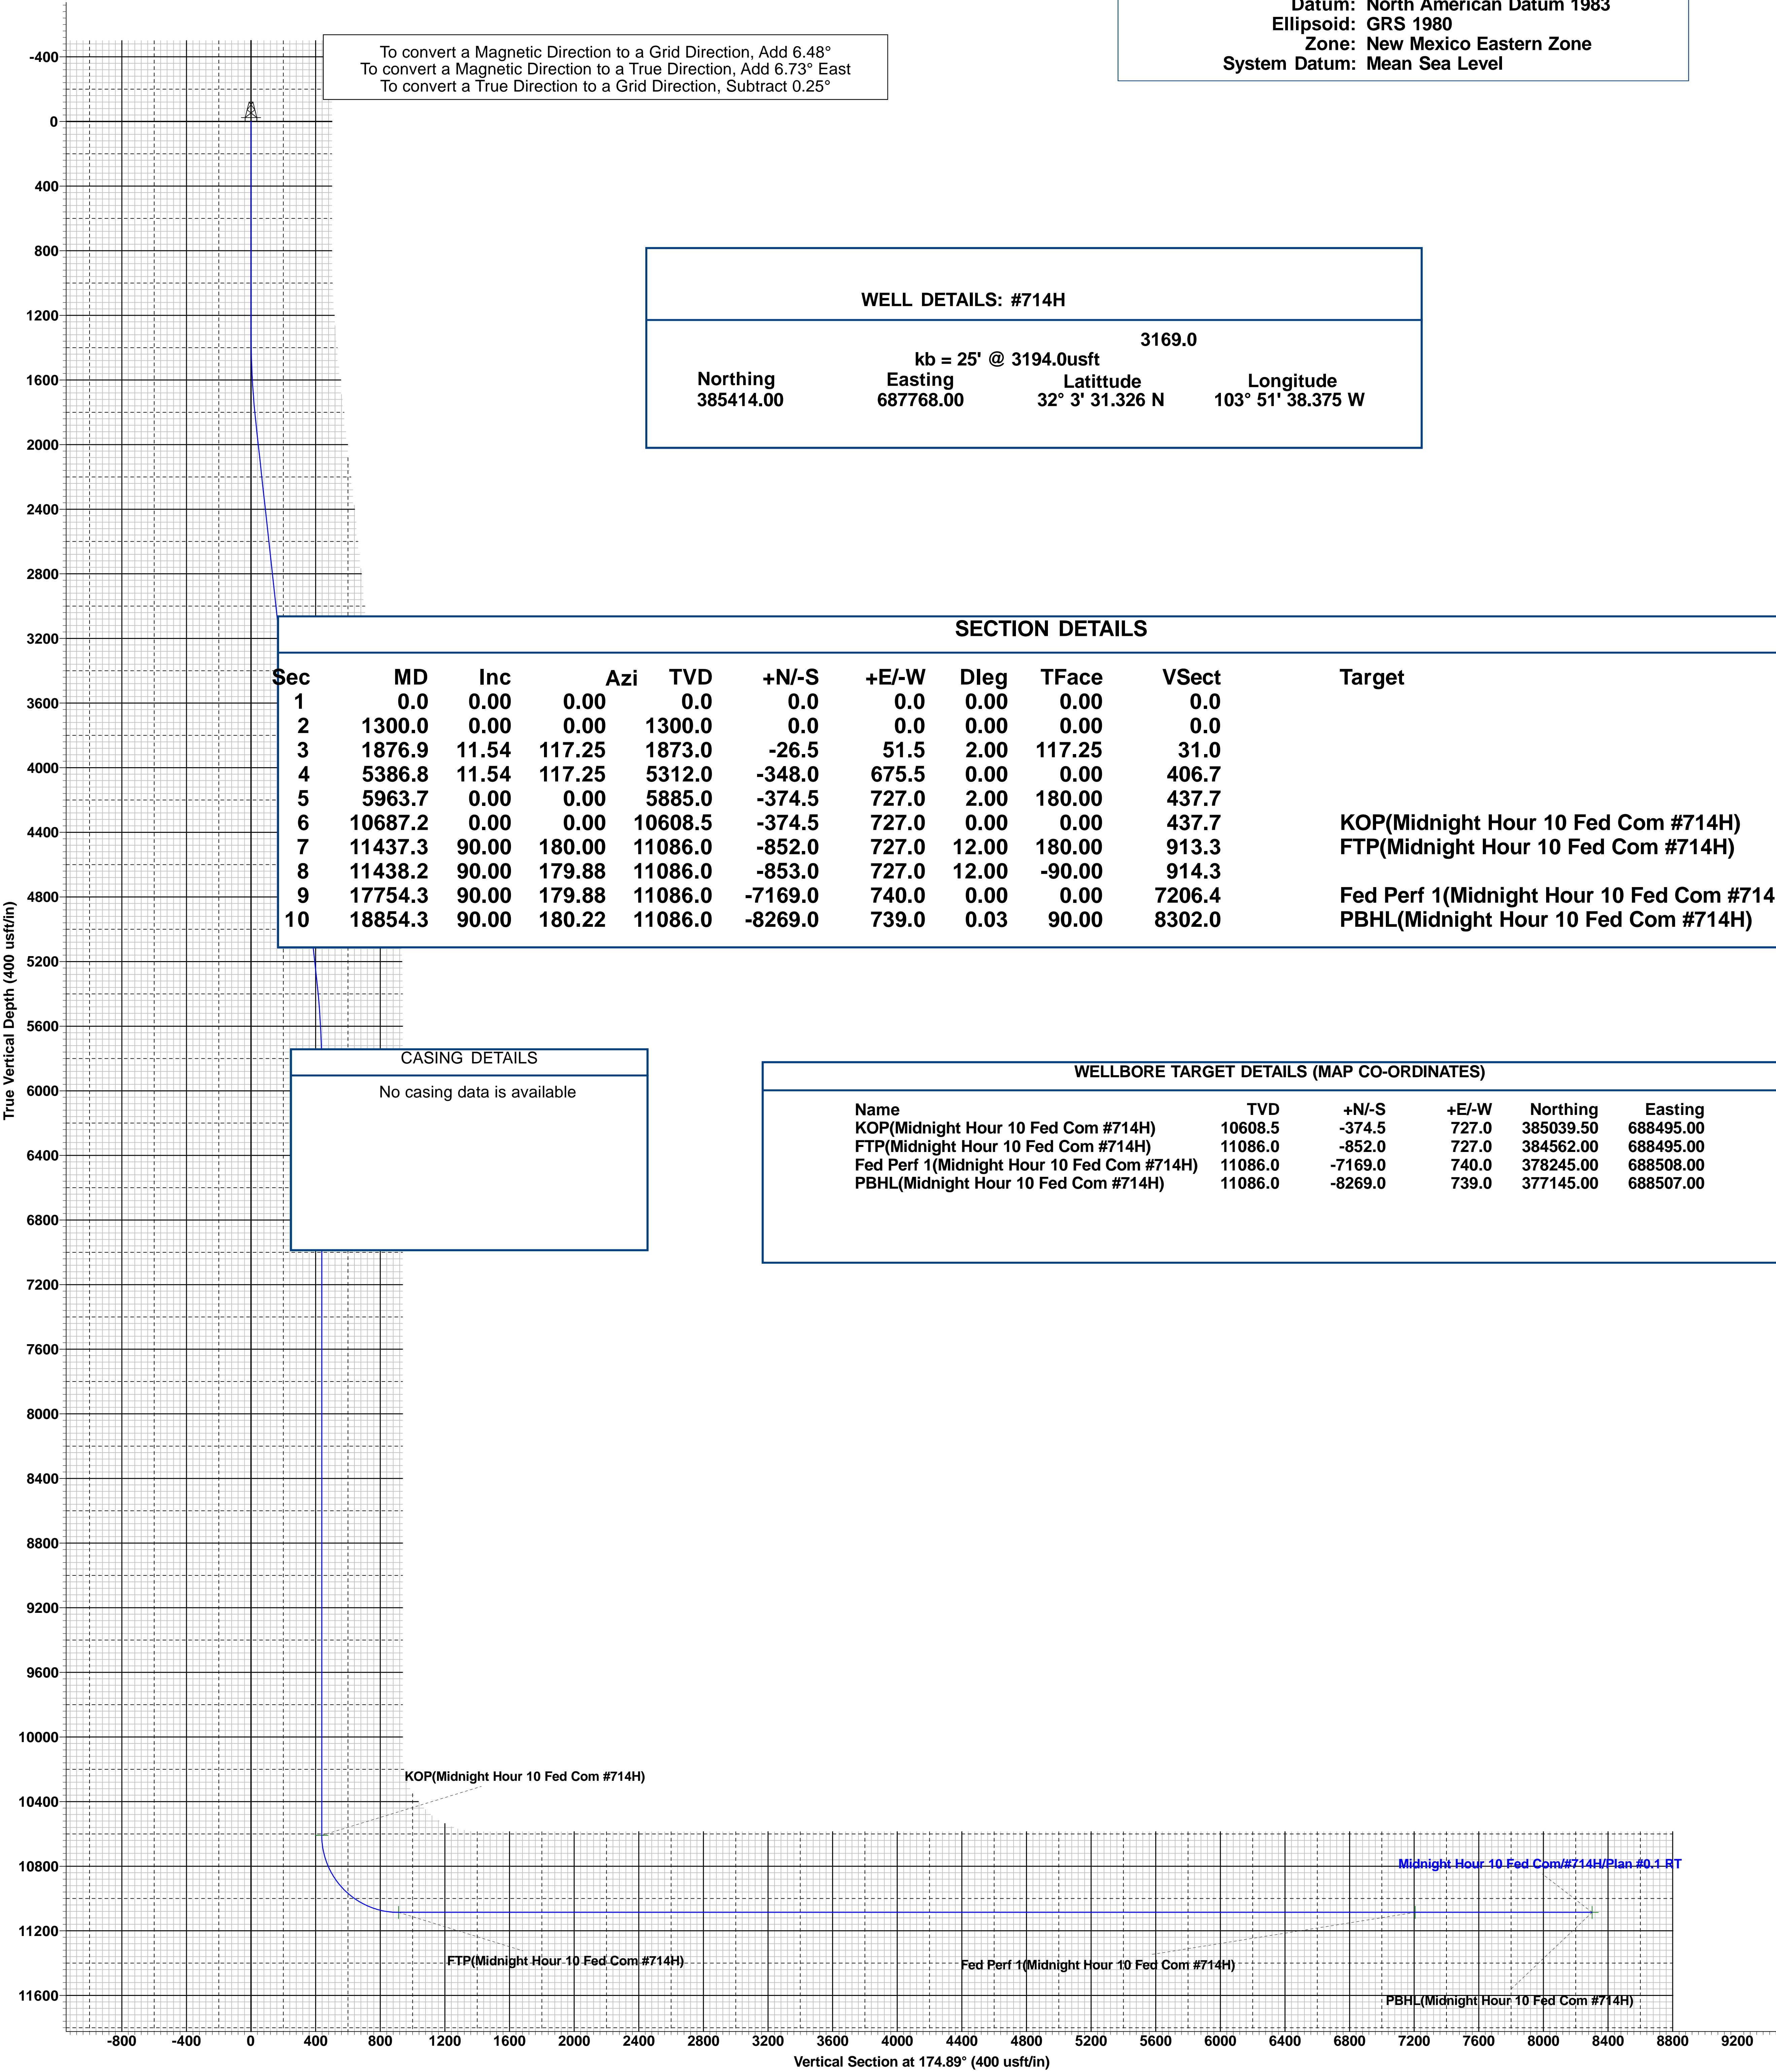 Datum: North American Datum 1983
Ellipsoid: GRS 1980
Zone: New Mexico Eastern Zone
System Datum: Mean Sea Level
To convert a Magnetic Direction to a Grid Direction, Add 6.48°
To convert a Magnetic Direction to a True Direction, Add 6.73° East
To convert a True Direction to a Grid Direction, Subtract 0.25°
-400
0
400
800
1200
1600
2000
2400
2800
3200
3600
4000
4400
4800
5200
5600
6000
6400
6800
7200
7600
8000
8400
8800
9200
9600
10000
10400
10800
11200
11600
True Vertical Depth (400 usft/in)
WELL DETAILS: #714H
3169.0
kb = 25' @ 3194.0usft
Northing Easting Latittude Longitude
385414.00 687768.00 32° 3' 31.326 N 103° 51' 38.375 W
SECTION DETAILS
Sec MD Inc Azi TVD +N/-S +E/-W Dleg TFace VSect Target
1 0.0 0.00 0.00 0.0 0.0 0.0 0.00 0.00 0.0
2 1300.0 0.00 0.00 1300.0 0.0 0.0 0.00 0.00 0.0
3 1876.9 11.54 117.25 1873.0 -26.5 51.5 2.00 117.25 31.0
4 5386.8 11.54 117.25 5312.0 -348.0 675.5 0.00 0.00 406.7
5 5963.7 0.00 0.00 5885.0 -374.5 727.0 2.00 180.00 437.7
6 10687.2 0.00 0.00 10608.5 -374.5 727.0 0.00 0.00 437.7 KOP(Midnight Hour 10 Fed Com #714H)
7 11437.3 90.00 180.00 11086.0 -852.0 727.0 12.00 180.00 913.3 FTP(Midnight Hour 10 Fed Com #714H)
8 11438.2 90.00 179.88 11086.0 -853.0 727.0 12.00 -90.00 914.3
9 17754.3 90.00 179.88 11086.0 -7169.0 740.0 0.00 0.00 7206.4 Fed Perf 1(Midnight Hour 10 Fed Com #714
10 18854.3 90.00 180.22 11086.0 -8269.0 739.0 0.03 90.00 8302.0 PBHL(Midnight Hour 10 Fed Com #714H)
CASING DETAILS
No casing data is available
WELLBORE TARGET DETAILS (MAP CO-ORDINATES)
Name TVD +N/-S +E/-W Northing Easting
KOP(Midnight Hour 10 Fed Com #714H) 10608.5 -374.5 727.0 385039.50 688495.00
FTP(Midnight Hour 10 Fed Com #714H) 11086.0 -852.0 727.0 384562.00 688495.00
Fed Perf 1(Midnight Hour 10 Fed Com #714H) 11086.0 -7169.0 740.0 378245.00 688508.00
PBHL(Midnight Hour 10 Fed Com #714H) 11086.0 -8269.0 739.0 377145.00 688507.00
KOP(Midnight Hour 10 Fed Com #714H)
Midnight Hour 10 Fed Com/#714H/Plan #0.1 RT
FTP(Midnight Hour 10 Fed Com #714H)
Fed Perf 1(Midnight Hour 10 Fed Com #714H)
PBHL(Midnight Hour 10 Fed Com #714H)
-800 -400 0 400 800 1200 1600 2000 2400 2800 3200 3600 4000 4400 4800 5200 5600 6000 6400 6800 7200 7600 8000 8400 8800 9200
Vertical Section at 174.89° (400 usft/in)